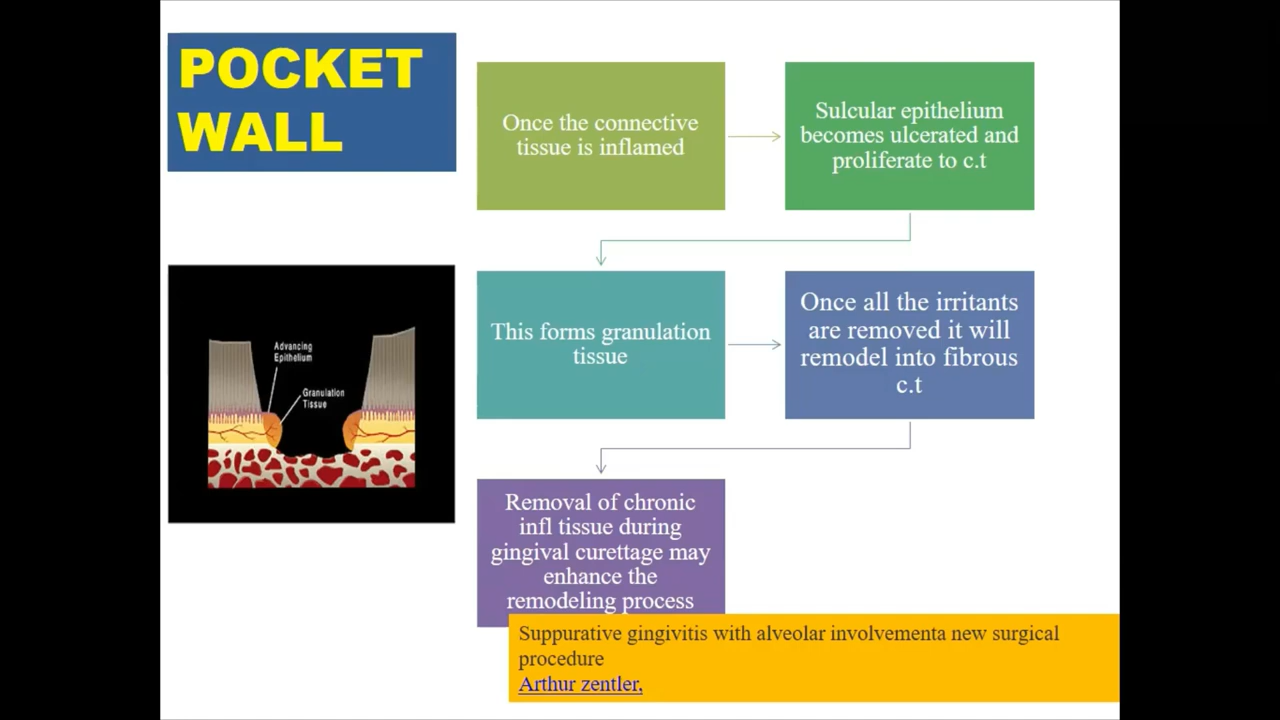 POCKET
WALL
Once the connective
tissue is inflamed
Sulcular epithelium
becomes ulcerated and
proliferate to c.t
This forms granulation
tissue
Once all the irritants
are removed it will
remodel into fibrous
c.t
Removal of chronic
infl tissue during
gingival curettage may
enhance the
remodeling process
Advancing
Epithelium
Granulation
Tissue
Suppurative gingivitis with alveolar involvementa new surgical
procedure
Arthur zentler,